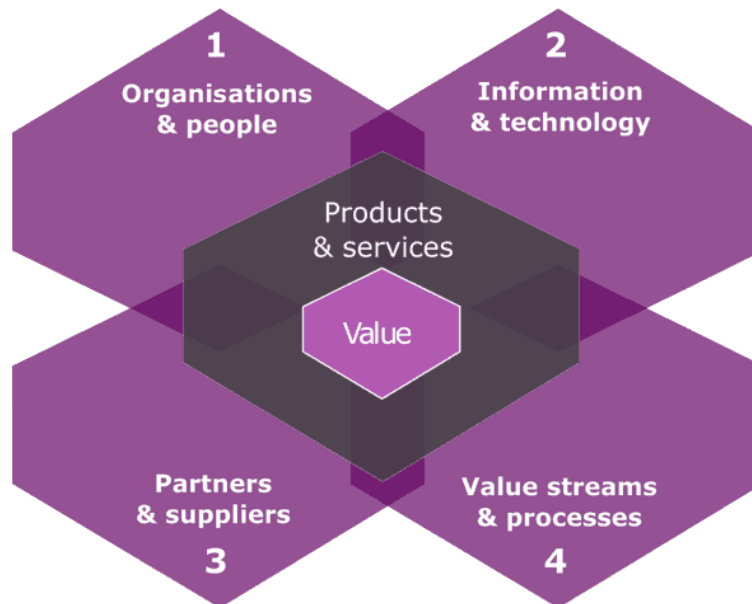 1
Organisations
& people
2
Information
& technology
Products
& services
Value
Partners
& suppliers
3
Value streams
& processes
4